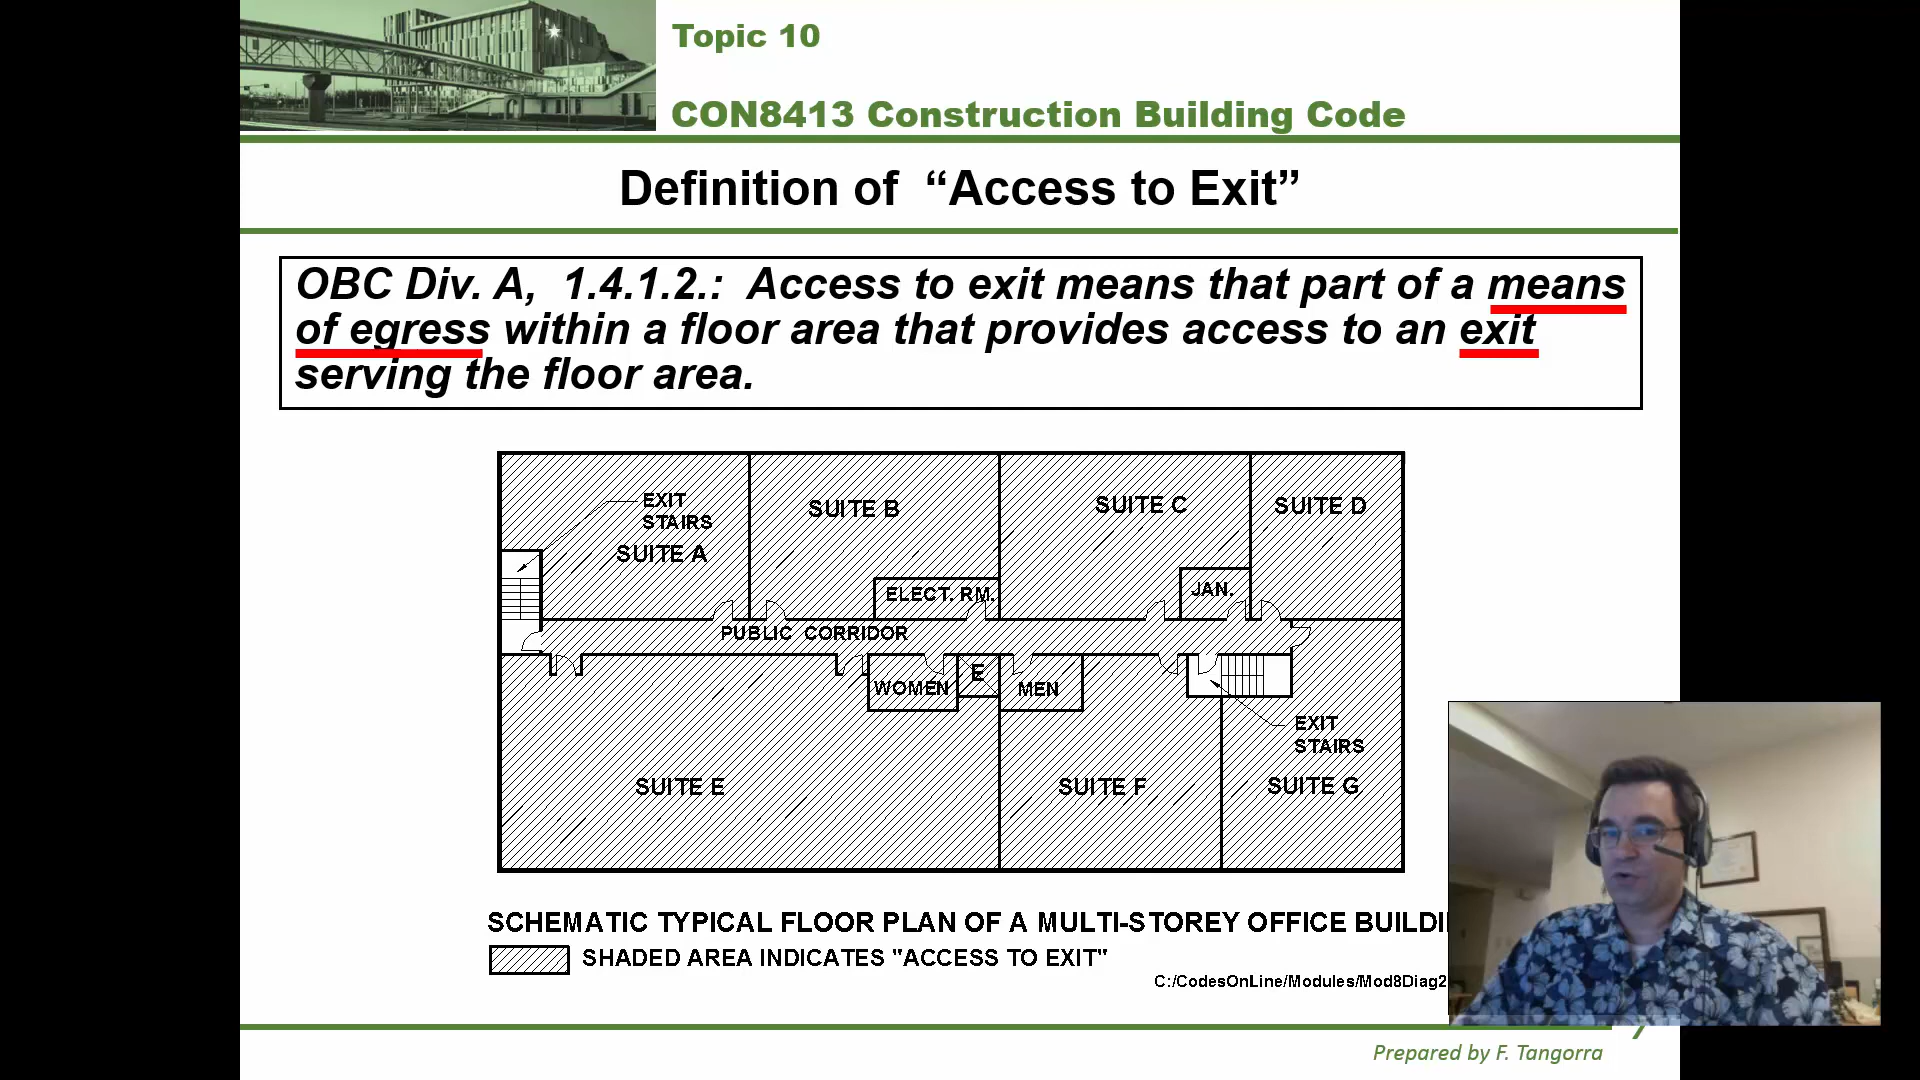 Topic 10
CON8413 Construction Building Code
Definition of “Access to Exit”
OBC Div. A, 1.4.1.2.: Access to exit means that part of a means
of egress within a floor area that provides access to an exit
serving the floor area.
EXIT
STAIRS
SUITE A
SUITE B
SUITE C
SUITE D
ELECT. RM.
JAN.
PUBLIC CORRIDOR
WOMEN
E
MEN
EXIT
STAIRS
SUITE E
SUITE F
SUITE G
SCHEMATIC TYPICAL FLOOR PLAN OF A MULTI-STOREY OFFICE
SHADED AREA INDICATES "ACCESS TO EXIT"
C:/CodesOnLine/Modules/Mod8Diag2
Prepared by F. Tangorra